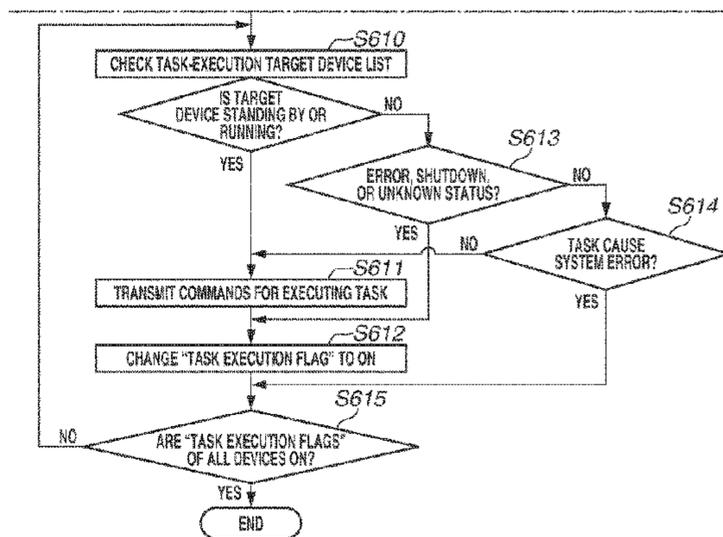 S610
CHECK TASK-EXECUTION TARGET DEVICE LIST
IS TARGET
DEVICE STANDING BY OR
RUNNING?
NO
YES
S613
ERROR, SHUTDOWN,
OR UNKNOWN STATUS?
NO
YES
S614
TASK CAUSE
SYSTEM ERROR?
NO
YES
S611
TRANSMIT COMMANDS FOR EXECUTING TASK
S612
CHANGE "TASK EXECUTION FLAG" TO ON
S615
ARE "TASK EXECUTION FLAGS"
OF ALL DEVICES ON?
NO
YES
END